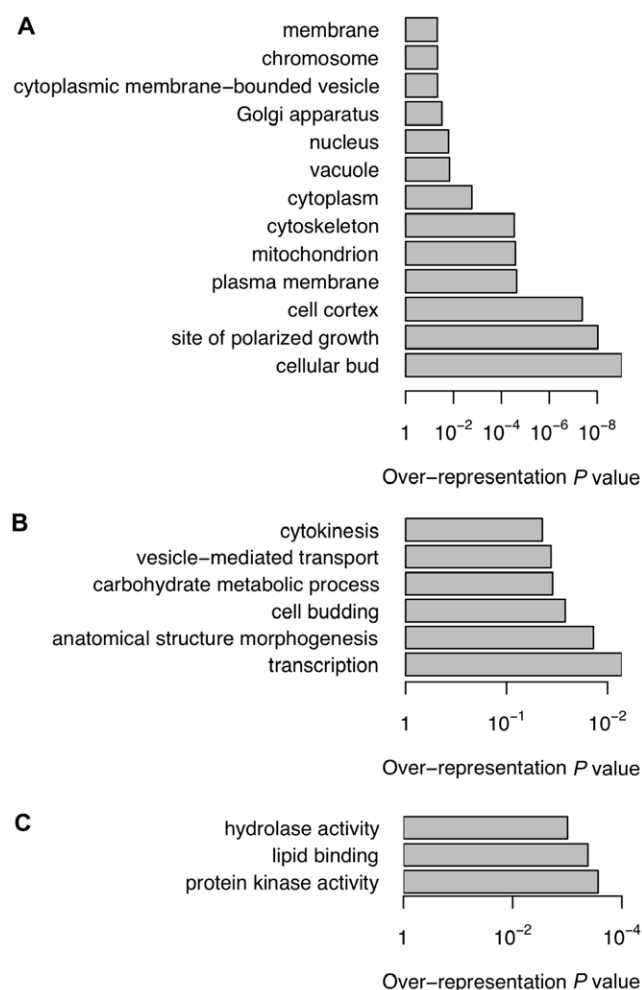 A
membrane
chromosome
cytoplasmic membrane−bounded vesicle
Golgi apparatus
nucleus
vacuole
cytoplasm
cytoskeleton
mitochondrion
plasma membrane
cell cortex
site of polarized growth
cellular bud
1 10⁻² 10⁻⁴ 10⁻⁶ 10⁻⁸
Over−representation P value
B
cytokinesis
vesicle−mediated transport
carbohydrate metabolic process
cell budding
anatomical structure morphogenesis
transcription
1 10⁻¹ 10⁻²
Over−representation P value
C
hydrolase activity
lipid binding
protein kinase activity
1 10⁻² 10⁻⁴
Over−representation P value